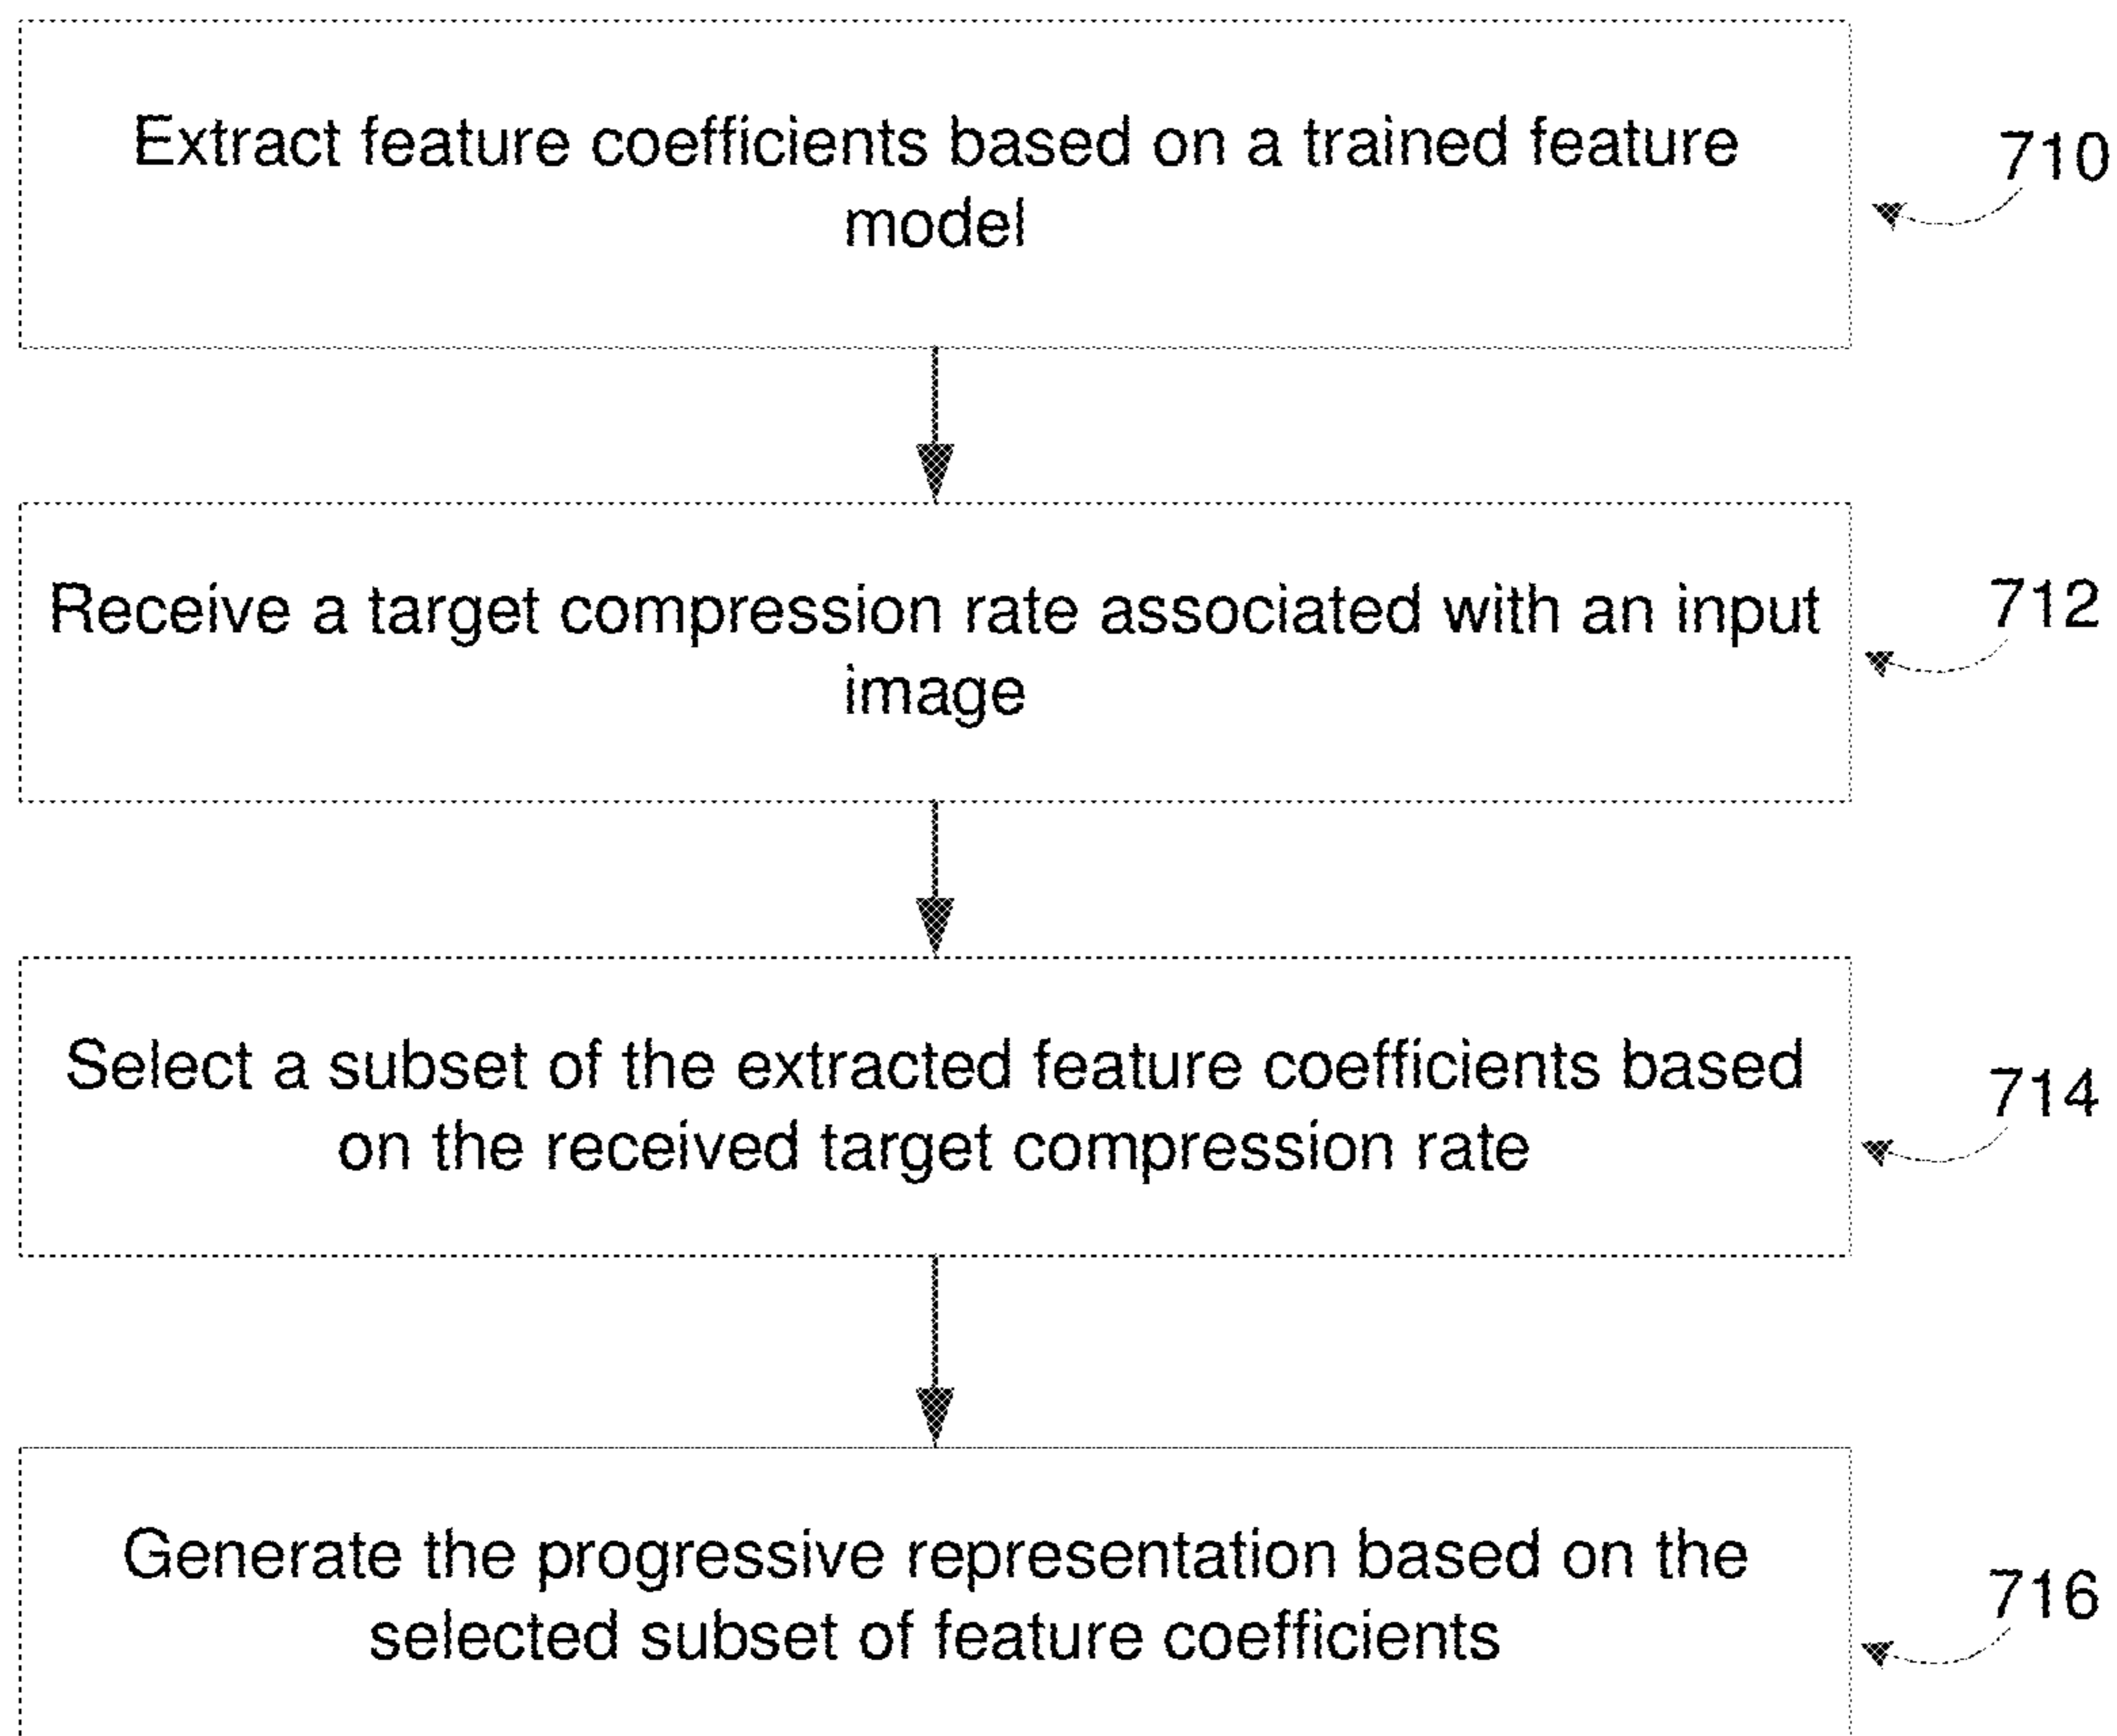 Extract feature coefficients based on a trained feature
model
710
Receive a target compression rate associated with an input
image
712
Select a subset of the extracted feature coefficients based
on the received target compression rate
714
Generate the progressive representation based on the
selected subset of feature coefficients
716